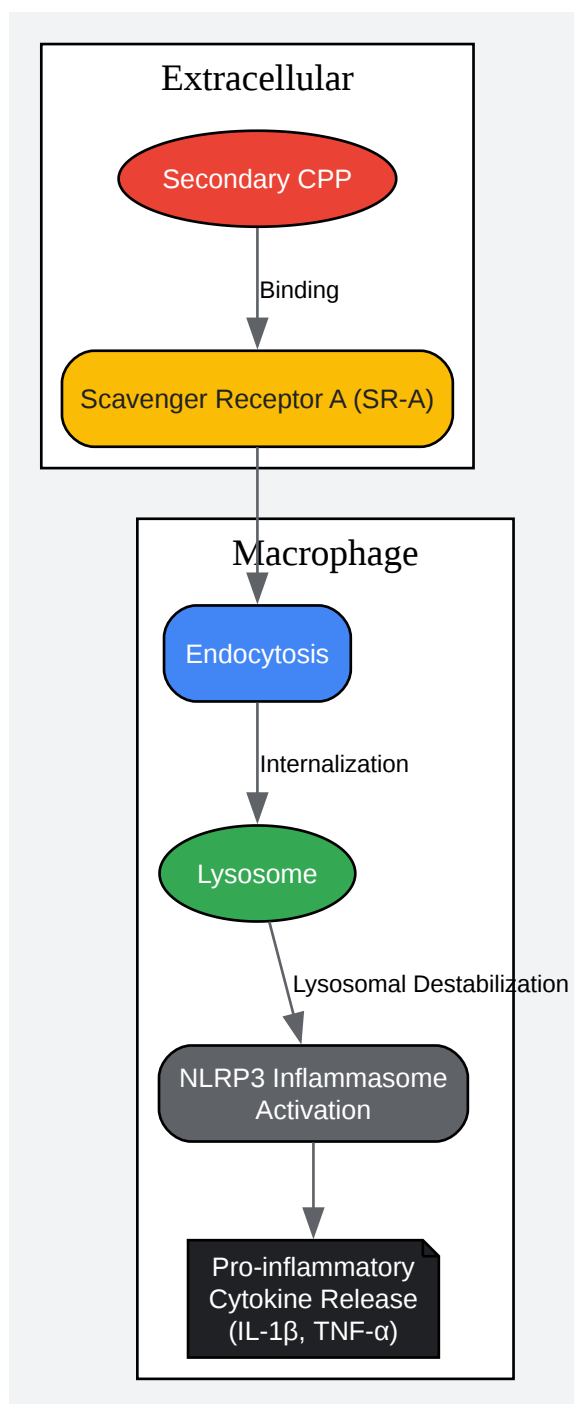 Extracellular
Secondary CPP
Binding
Scavenger Receptor A (SR-A)
Macrophage
Endocytosis
Internalization
Lysosome
Lysosomal Destabilization
NLRP3 Inflammasome
Activation
Pro-inflammatory
Cytokine Release
(IL-1β, TNF-α)